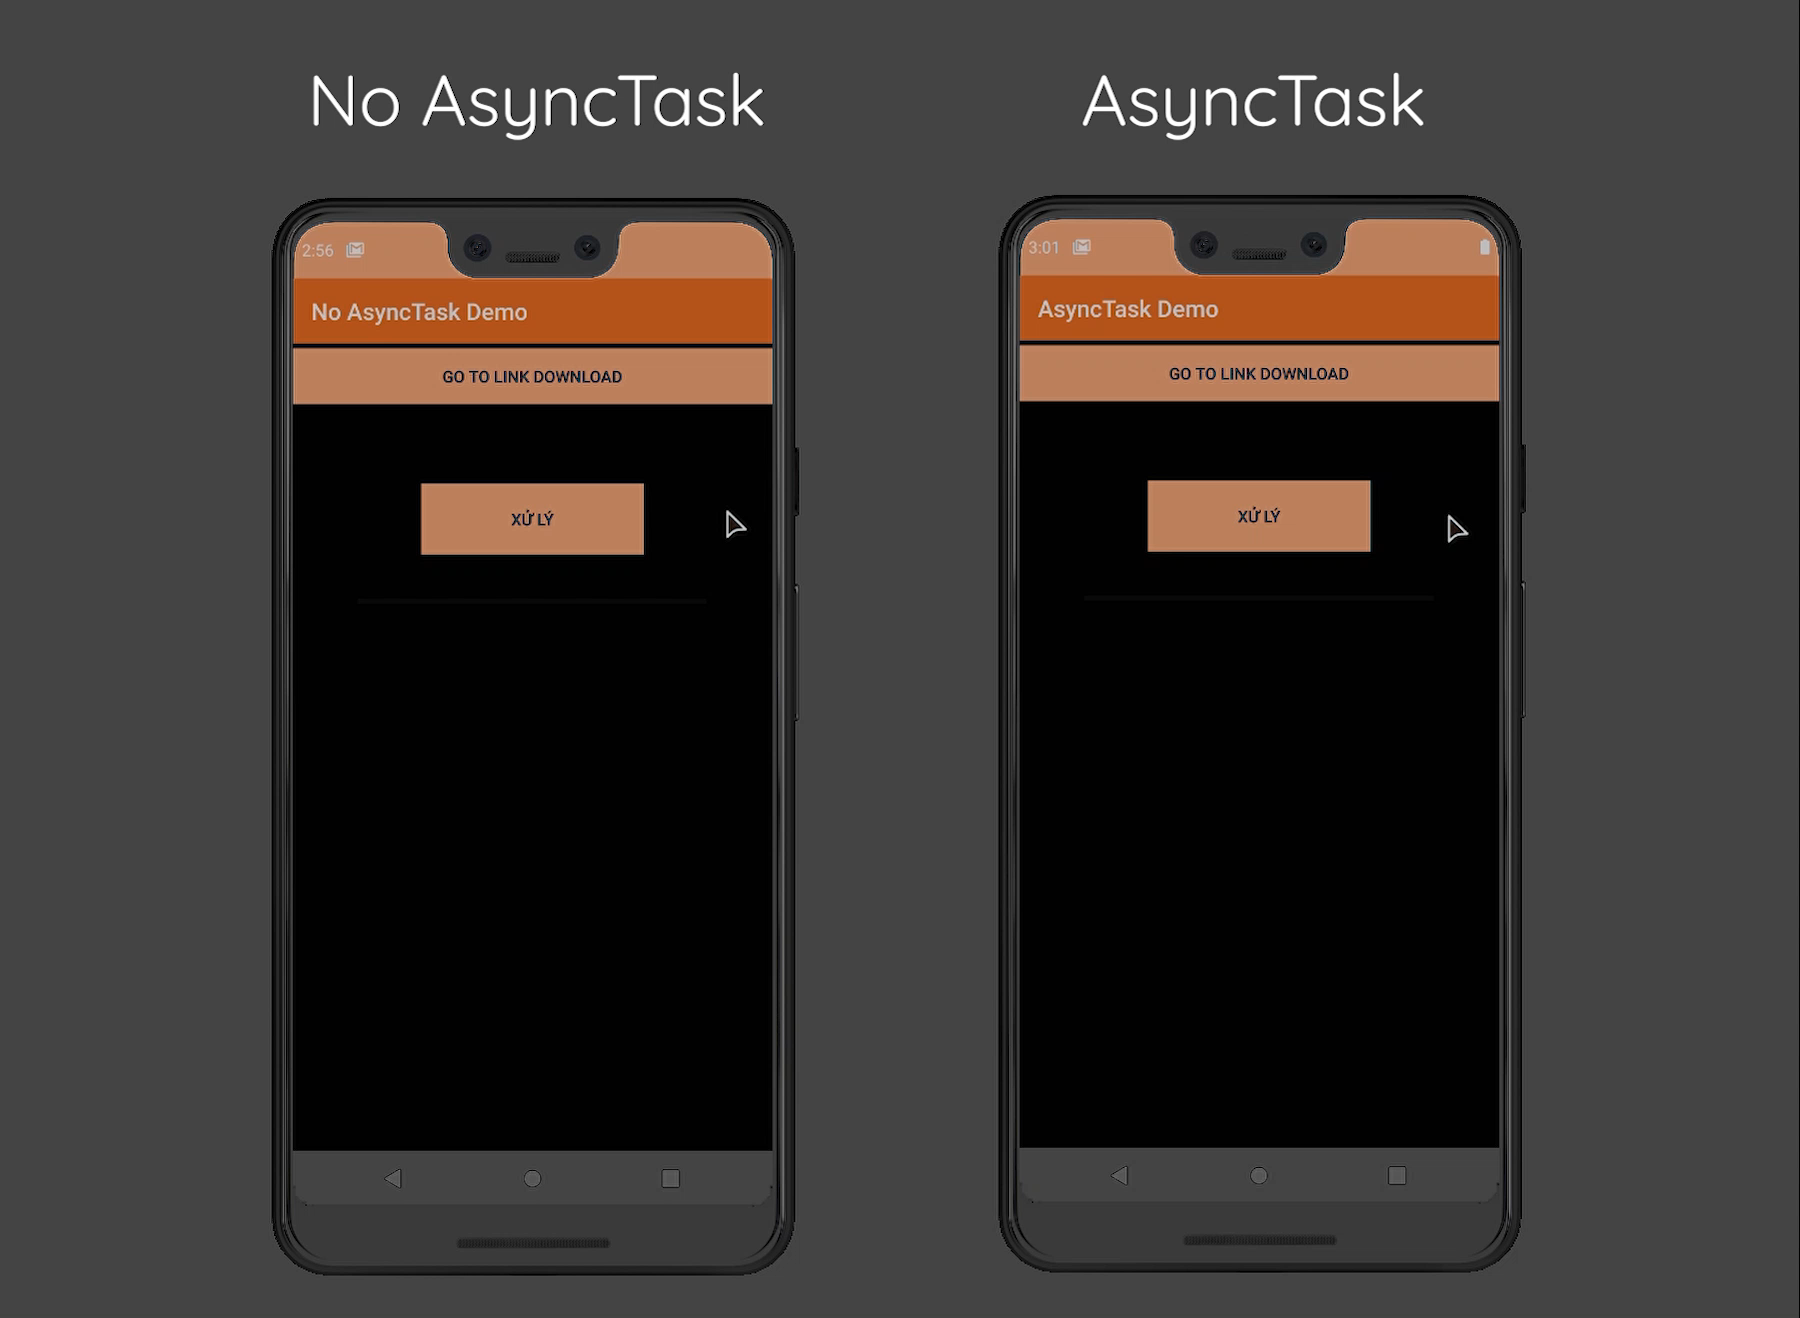 No AsyncTask
2:56
No AsyncTask Demo
GO TO LINK DOWNLOAD
XỬ LÝ
AsyncTask
3:01
AsyncTask Demo
GO TO LINK DOWNLOAD
XỬ LÝ